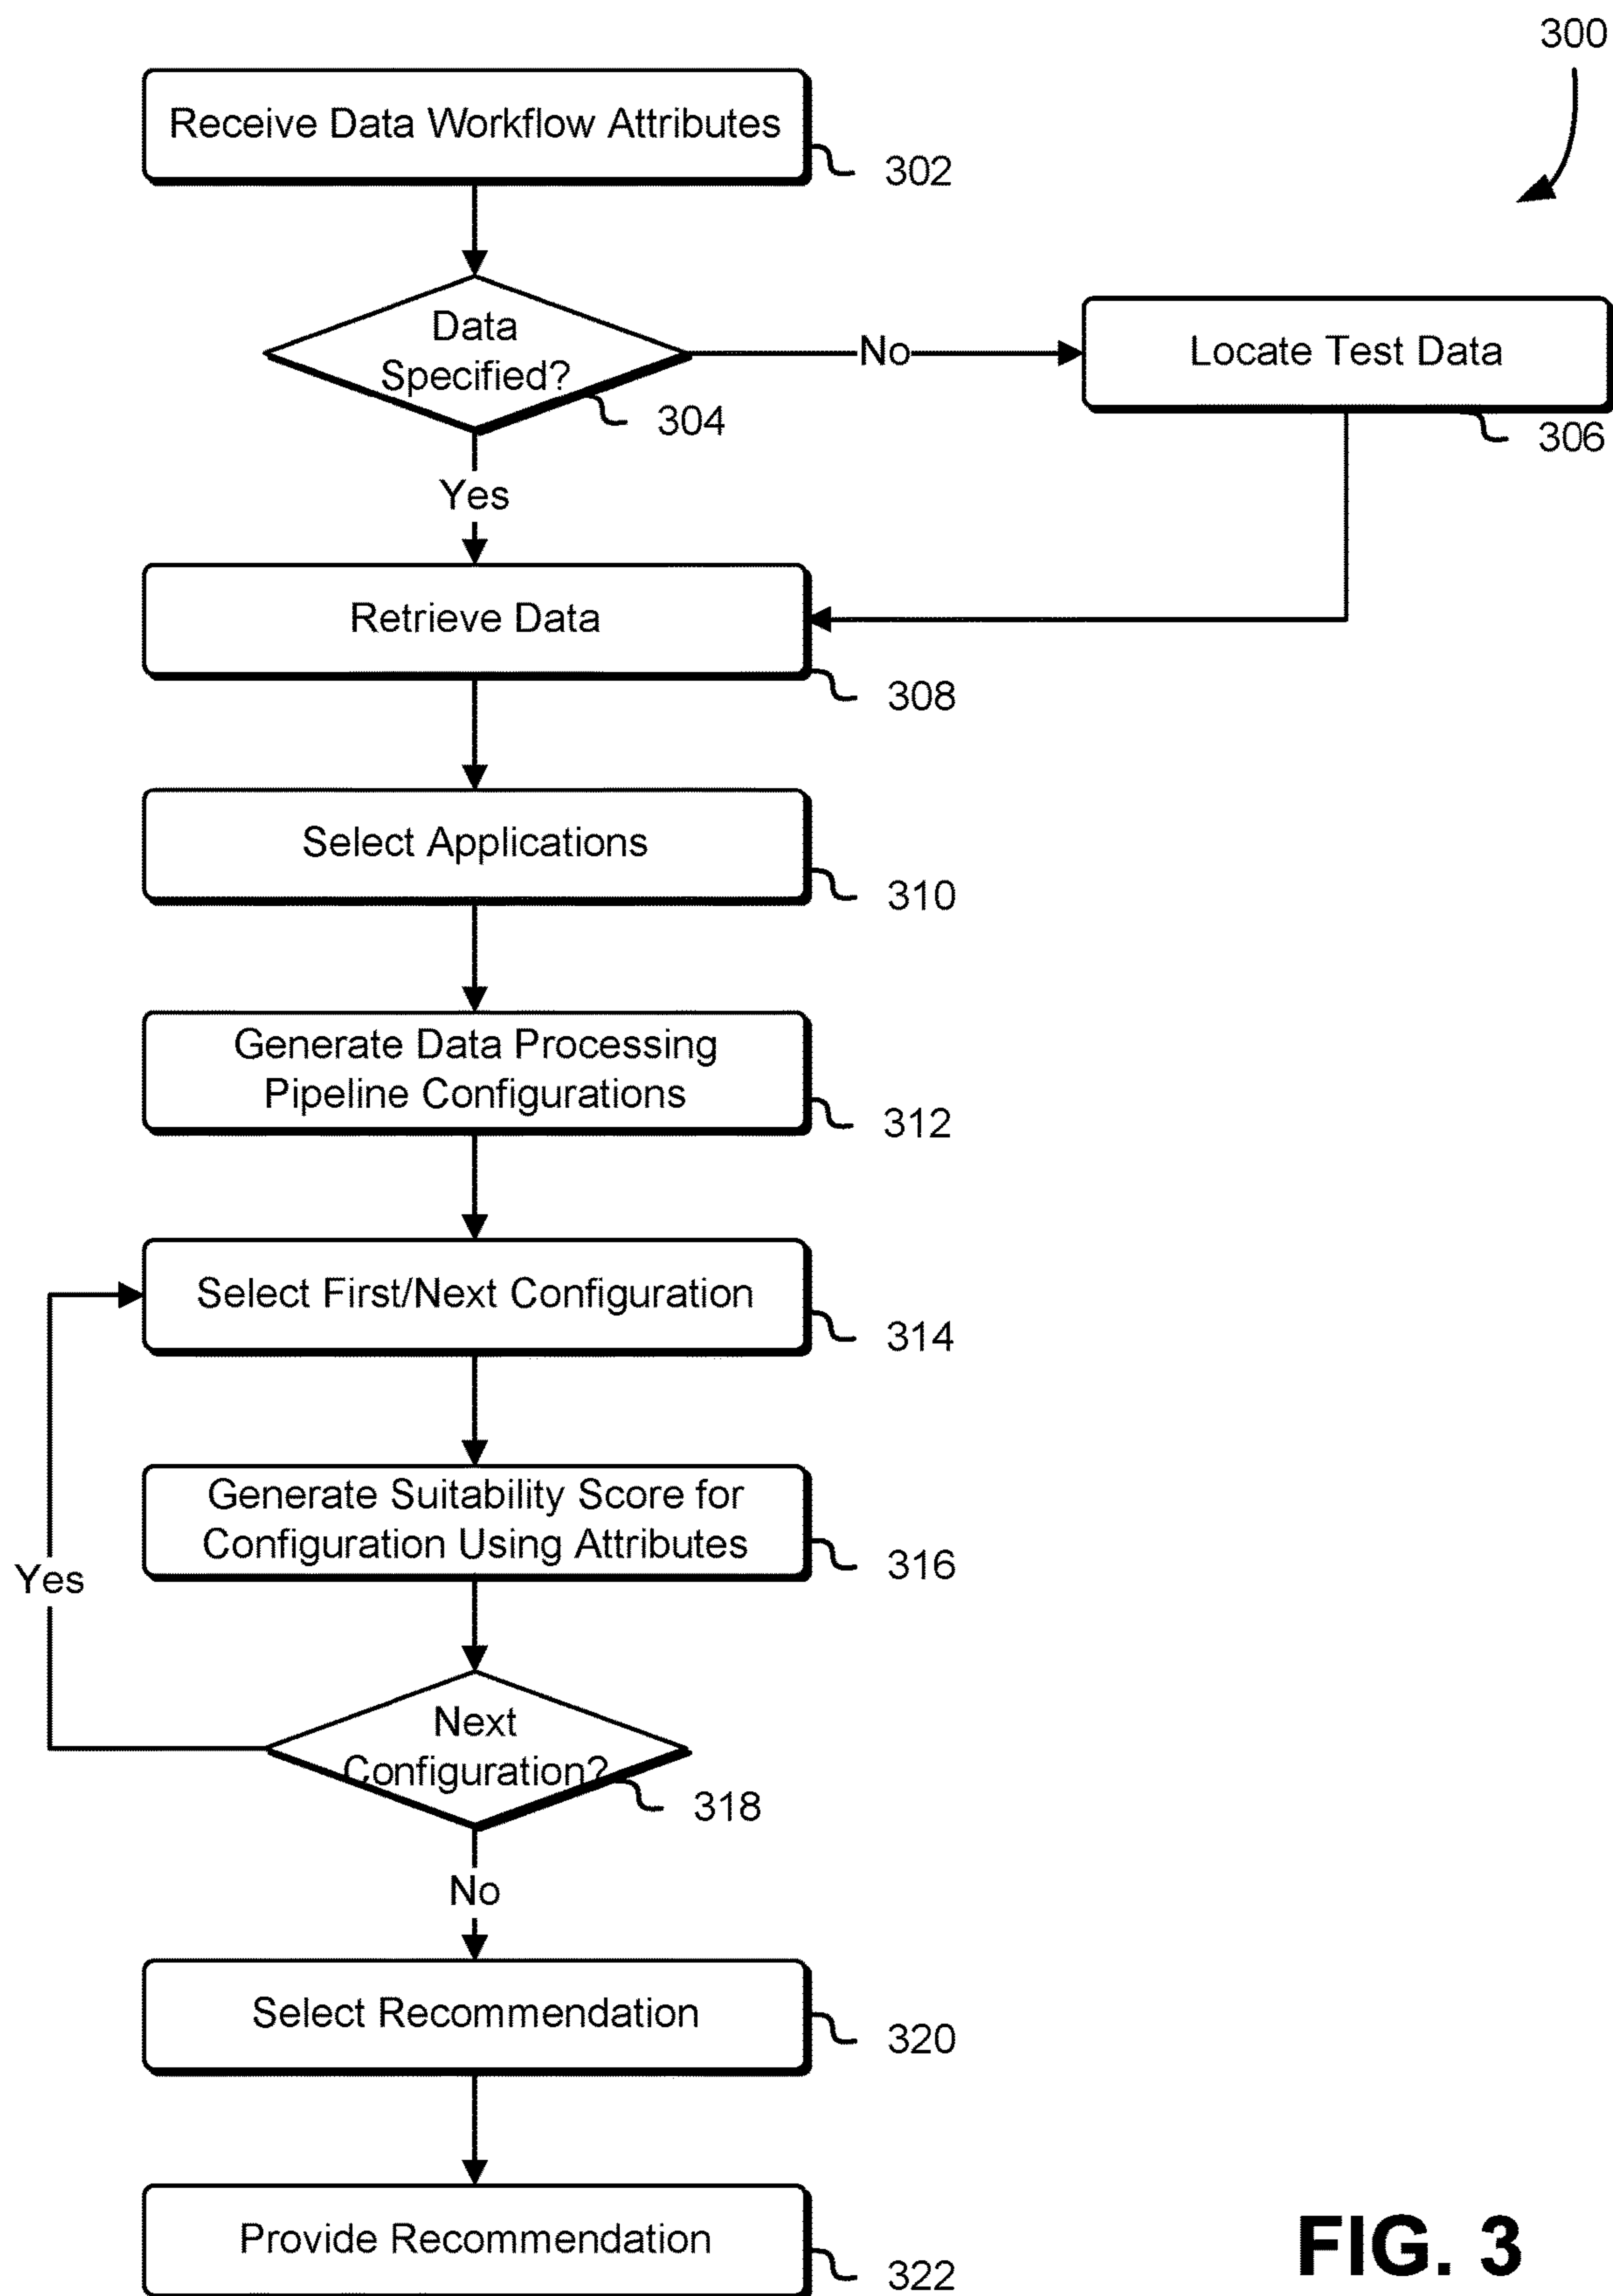 300
Receive Data Workflow Attributes
302
Data
Specified?
304
No
Locate Test Data
306
Yes
Retrieve Data
308
Select Applications
310
Generate Data Processing
Pipeline Configurations
312
Select First/Next Configuration
314
Generate Suitability Score for
Configuration Using Attributes
316
Yes
Next
Configuration?
318
No
Select Recommendation
320
Provide Recommendation
322
FIG. 3